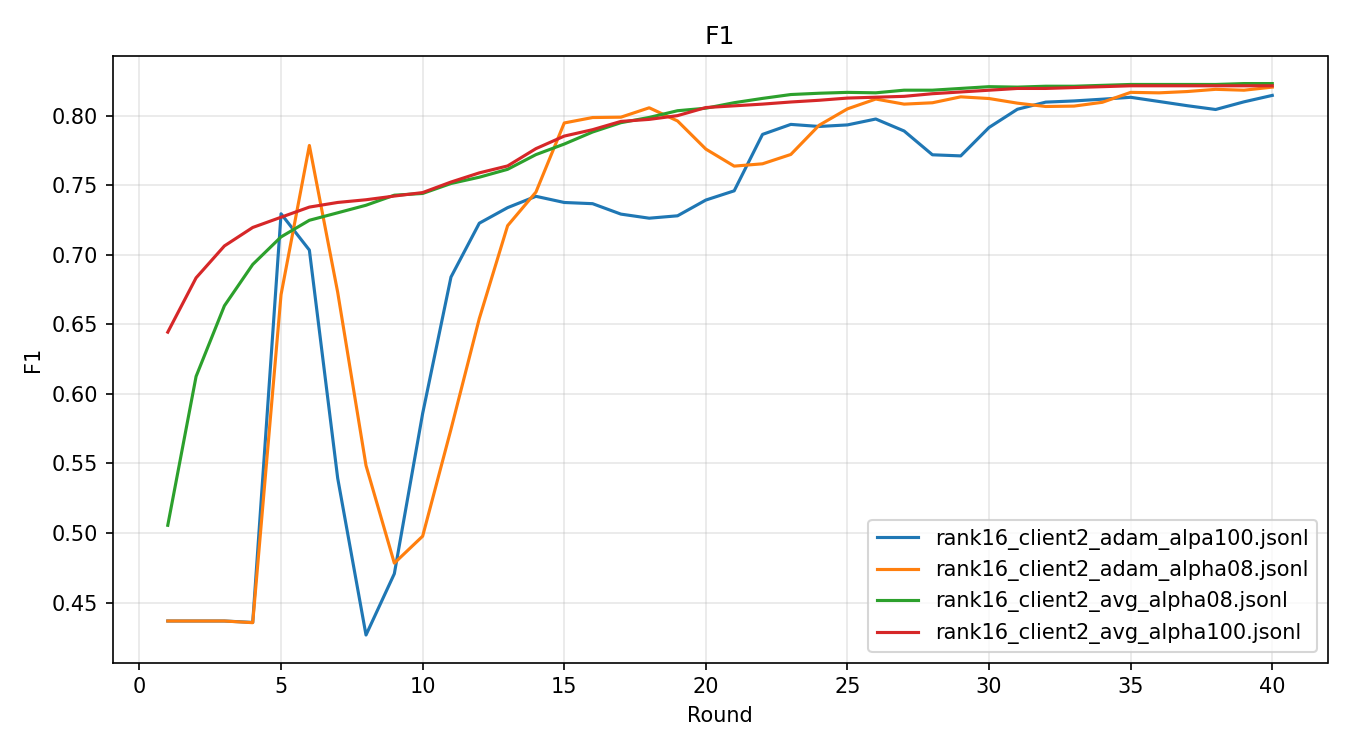 F1
F1
0.80
0.75
0.70
0.65
0.60
0.55
0.50
0.45
0 5 10 15 20 25 30 35 40
Round
rank16_client2_adam_alpa100.jsonl
rank16_client2_adam_alpha08.jsonl
rank16_client2_avg_alpha08.jsonl
rank16_client2_avg_alpha100.jsonl